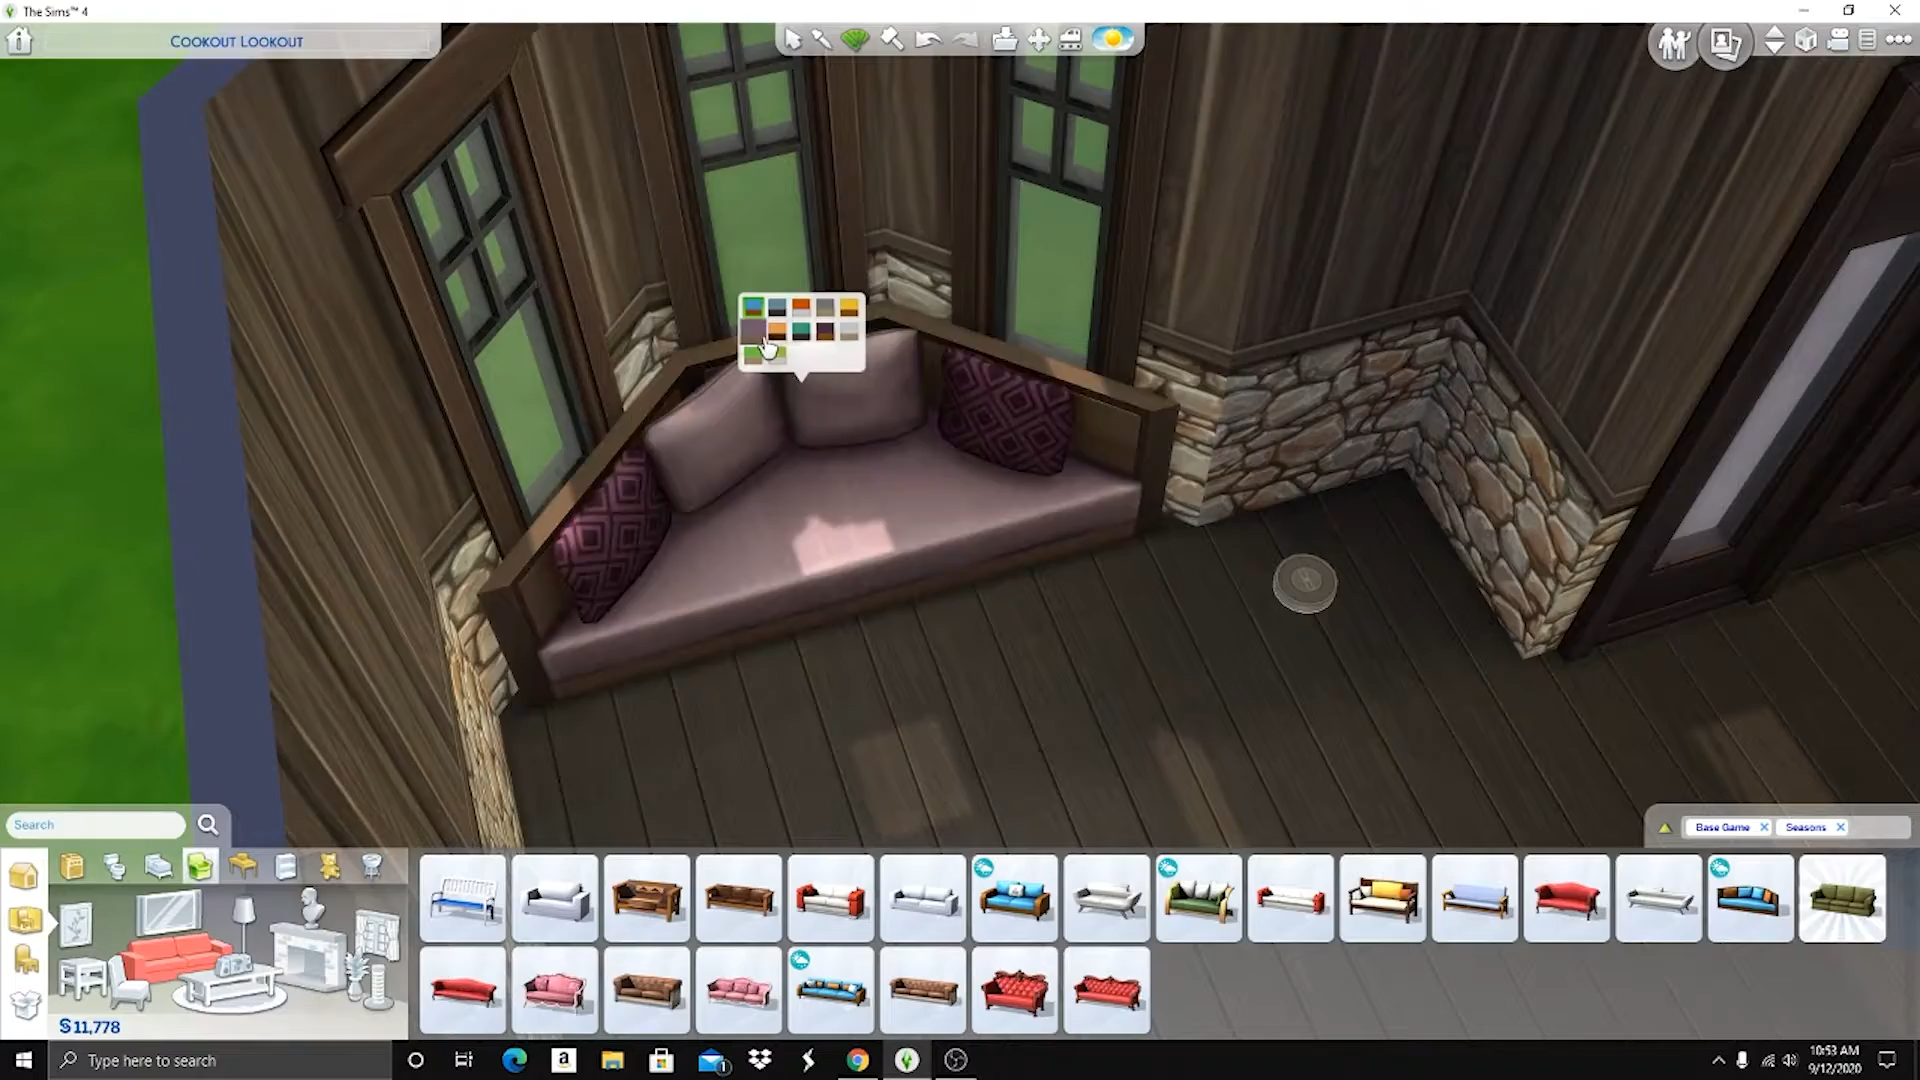 The Sims™ 4
COOKOUT LOOKOUT
Search
Base Game
Seasons
§11,778
Type here to search
a
1
10:53 AM
9/12/2020